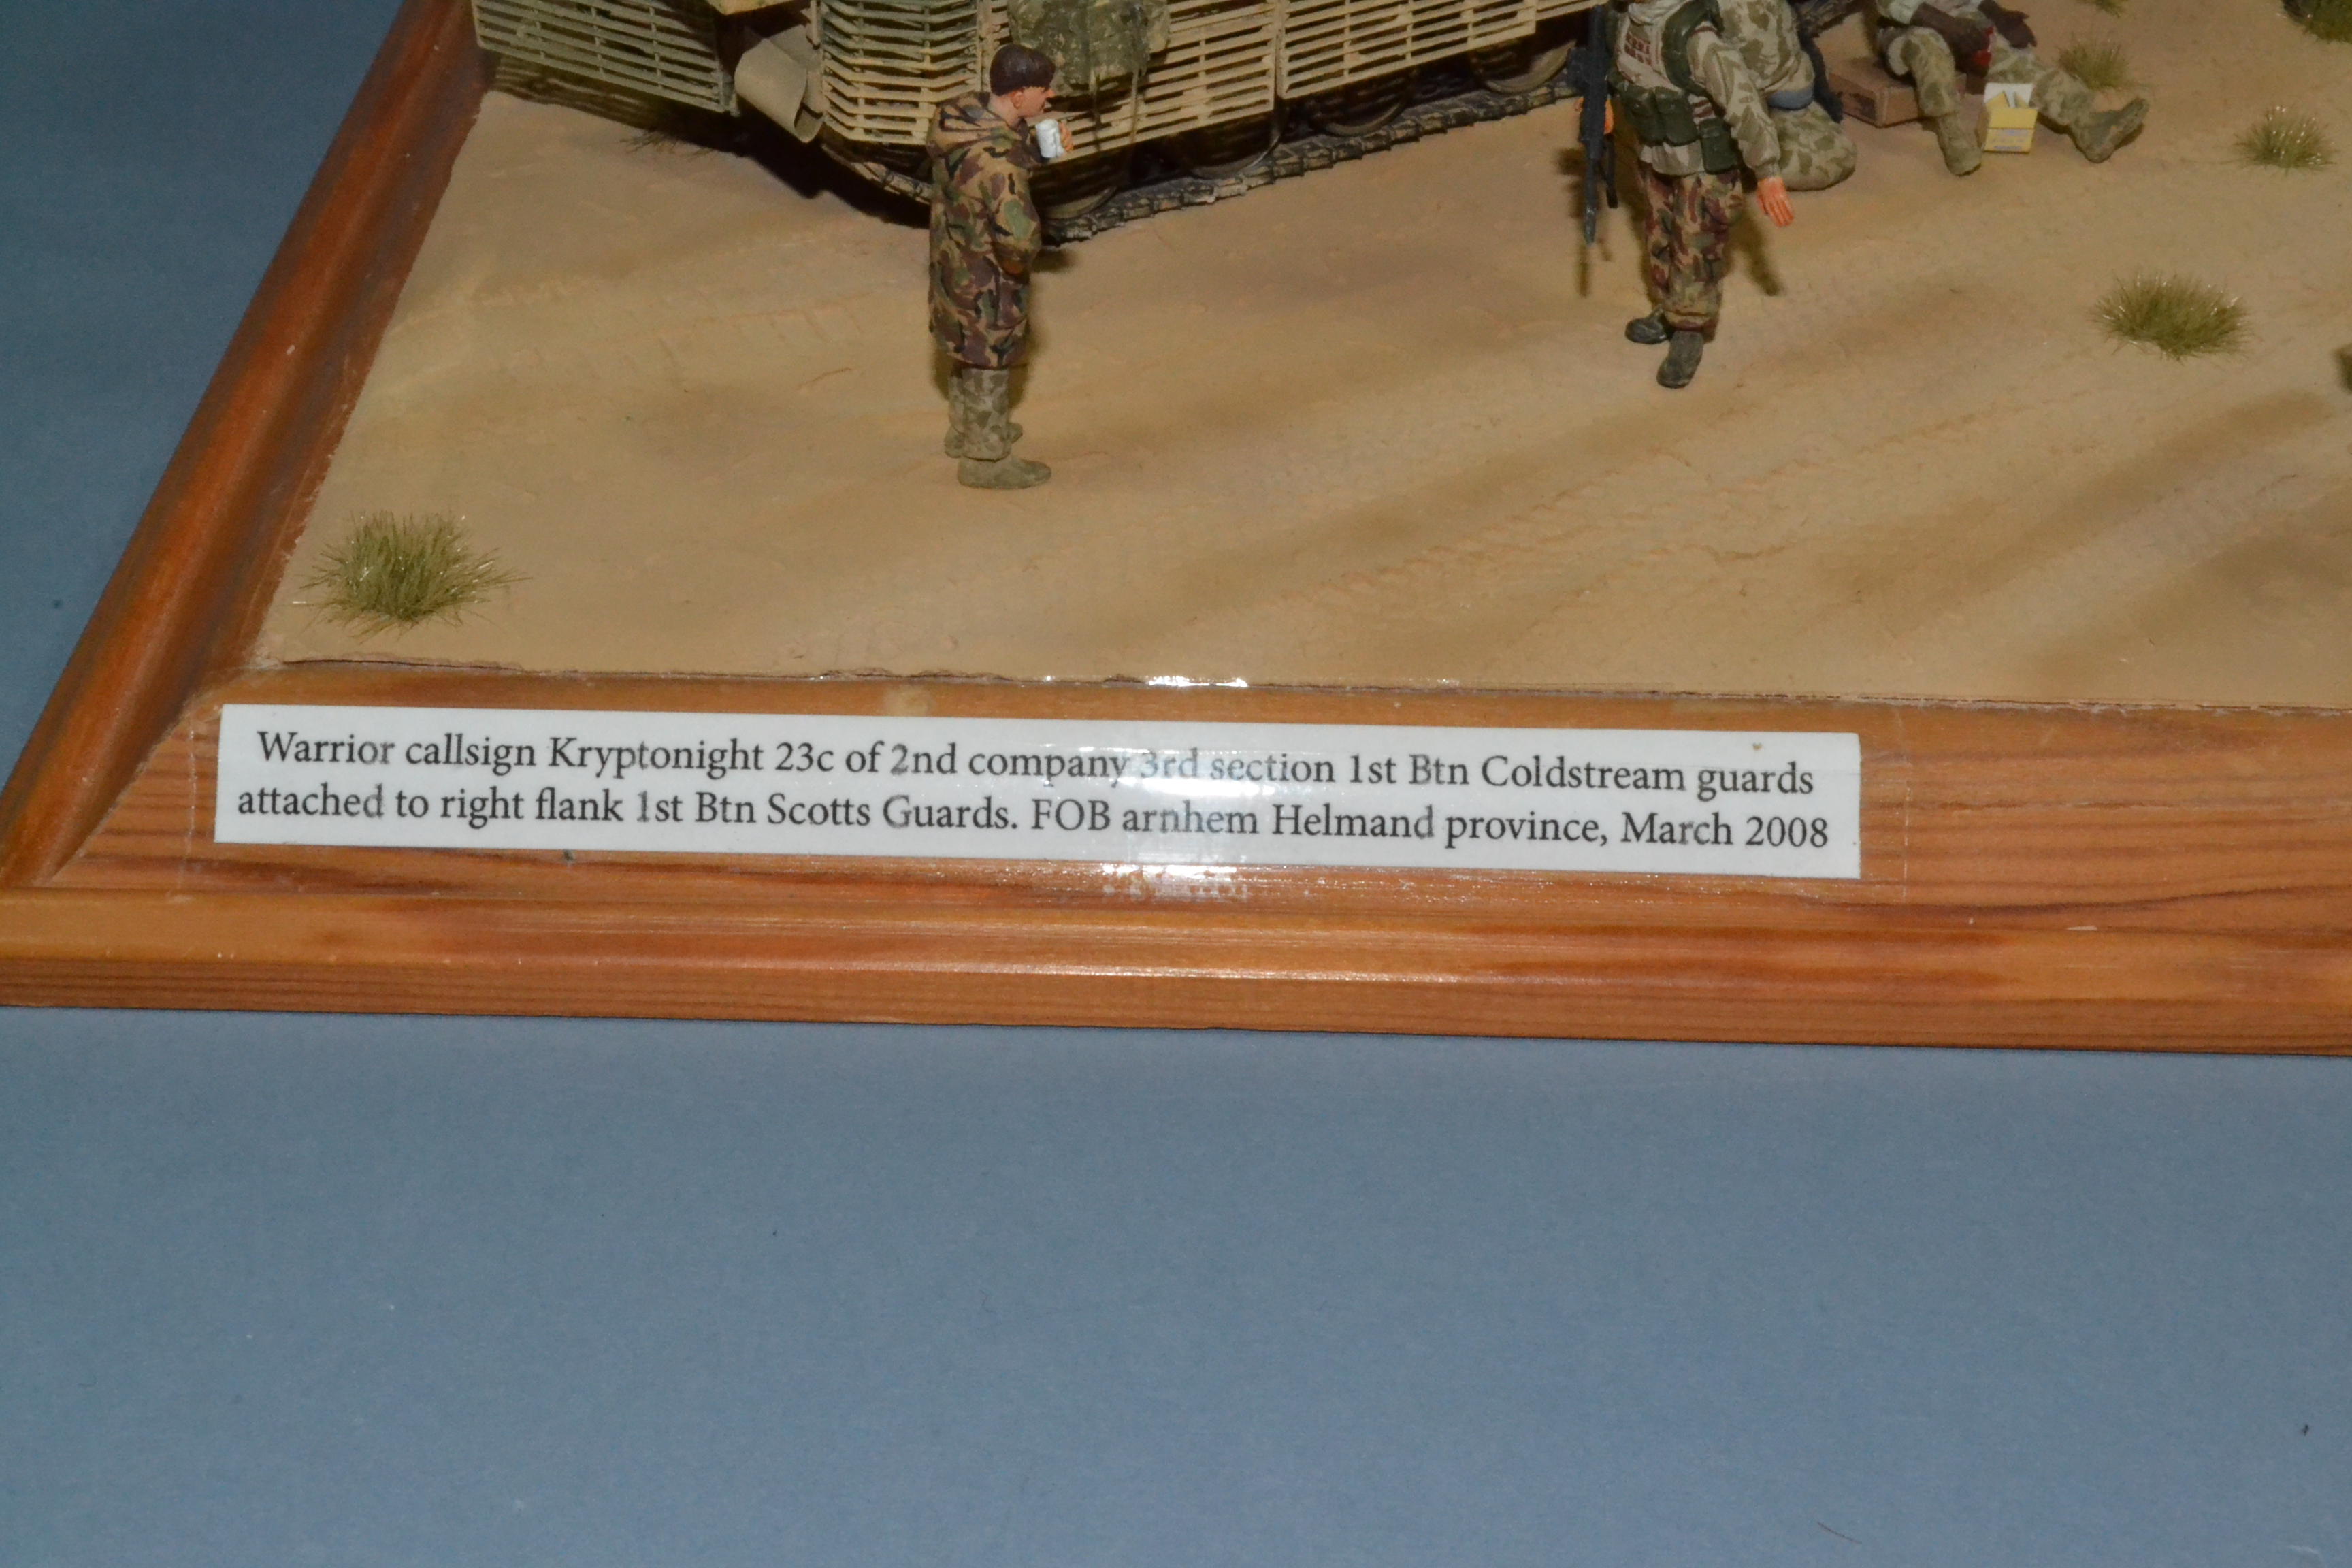 Warrior callsign Kryptonight 23c of 2nd company 3rd section 1st Btn Coldstream guards
attached to right flank 1st Btn Scotts Guards. FOB arnhem Helmand province, March 2008